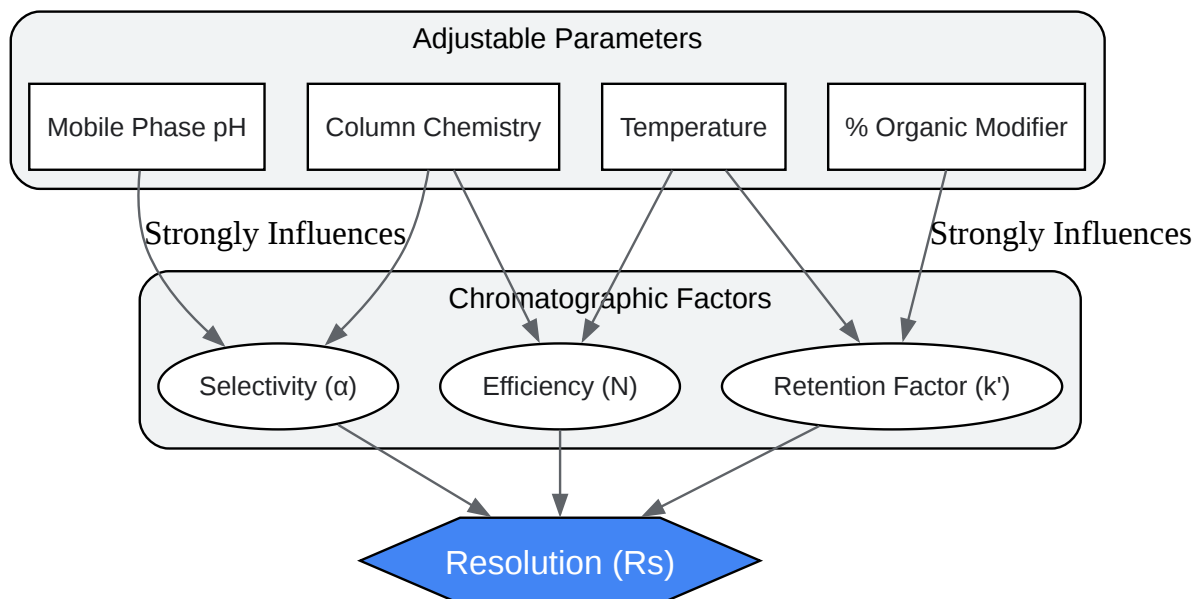 Adjustable Parameters
Mobile Phase pH
Column Chemistry
Temperature
% Organic Modifier
Strongly Influences
Strongly Influences
Chromatographic Factors
Selectivity (α)
Efficiency (N)
Retention Factor (k')
Resolution (Rs)